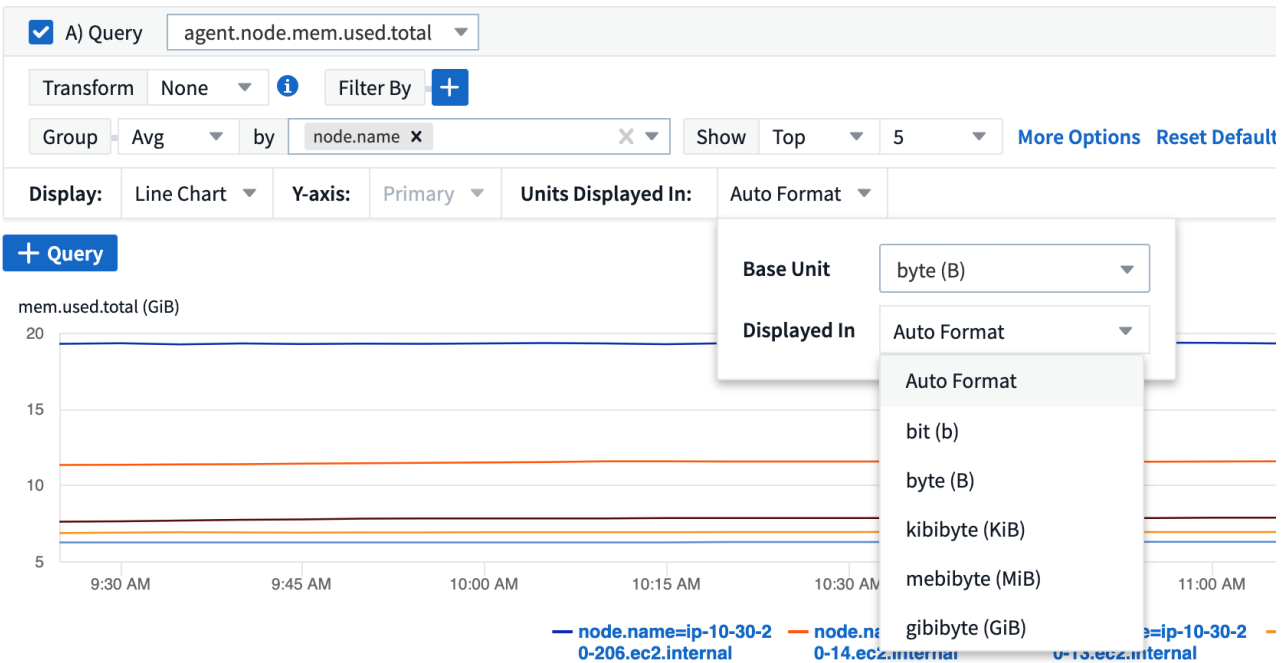 A) Query agent.node.mem.used.total
Transform None Filter By +
Group Avg by node.name × Show Top 5 More Options Reset Default
Display: Line Chart Y-axis: Primary Units Displayed In: Auto Format
+ Query
Base Unit byte (B)
Displayed In Auto Format
Auto Format
bit (b)
byte (B)
kibibyte (KiB)
mebibyte (MiB)
gibibyte (GiB)
mem.used.total (GiB)
20
15
10
5
9:30 AM 9:45 AM 10:00 AM 10:15 AM 10:30 AM 11:00 AM
node.name=ip-10-30-2 node.na e=ip-10-30-2
0-206.ec2.internal 0-14.ec2.internal 0-13.ec2.internal